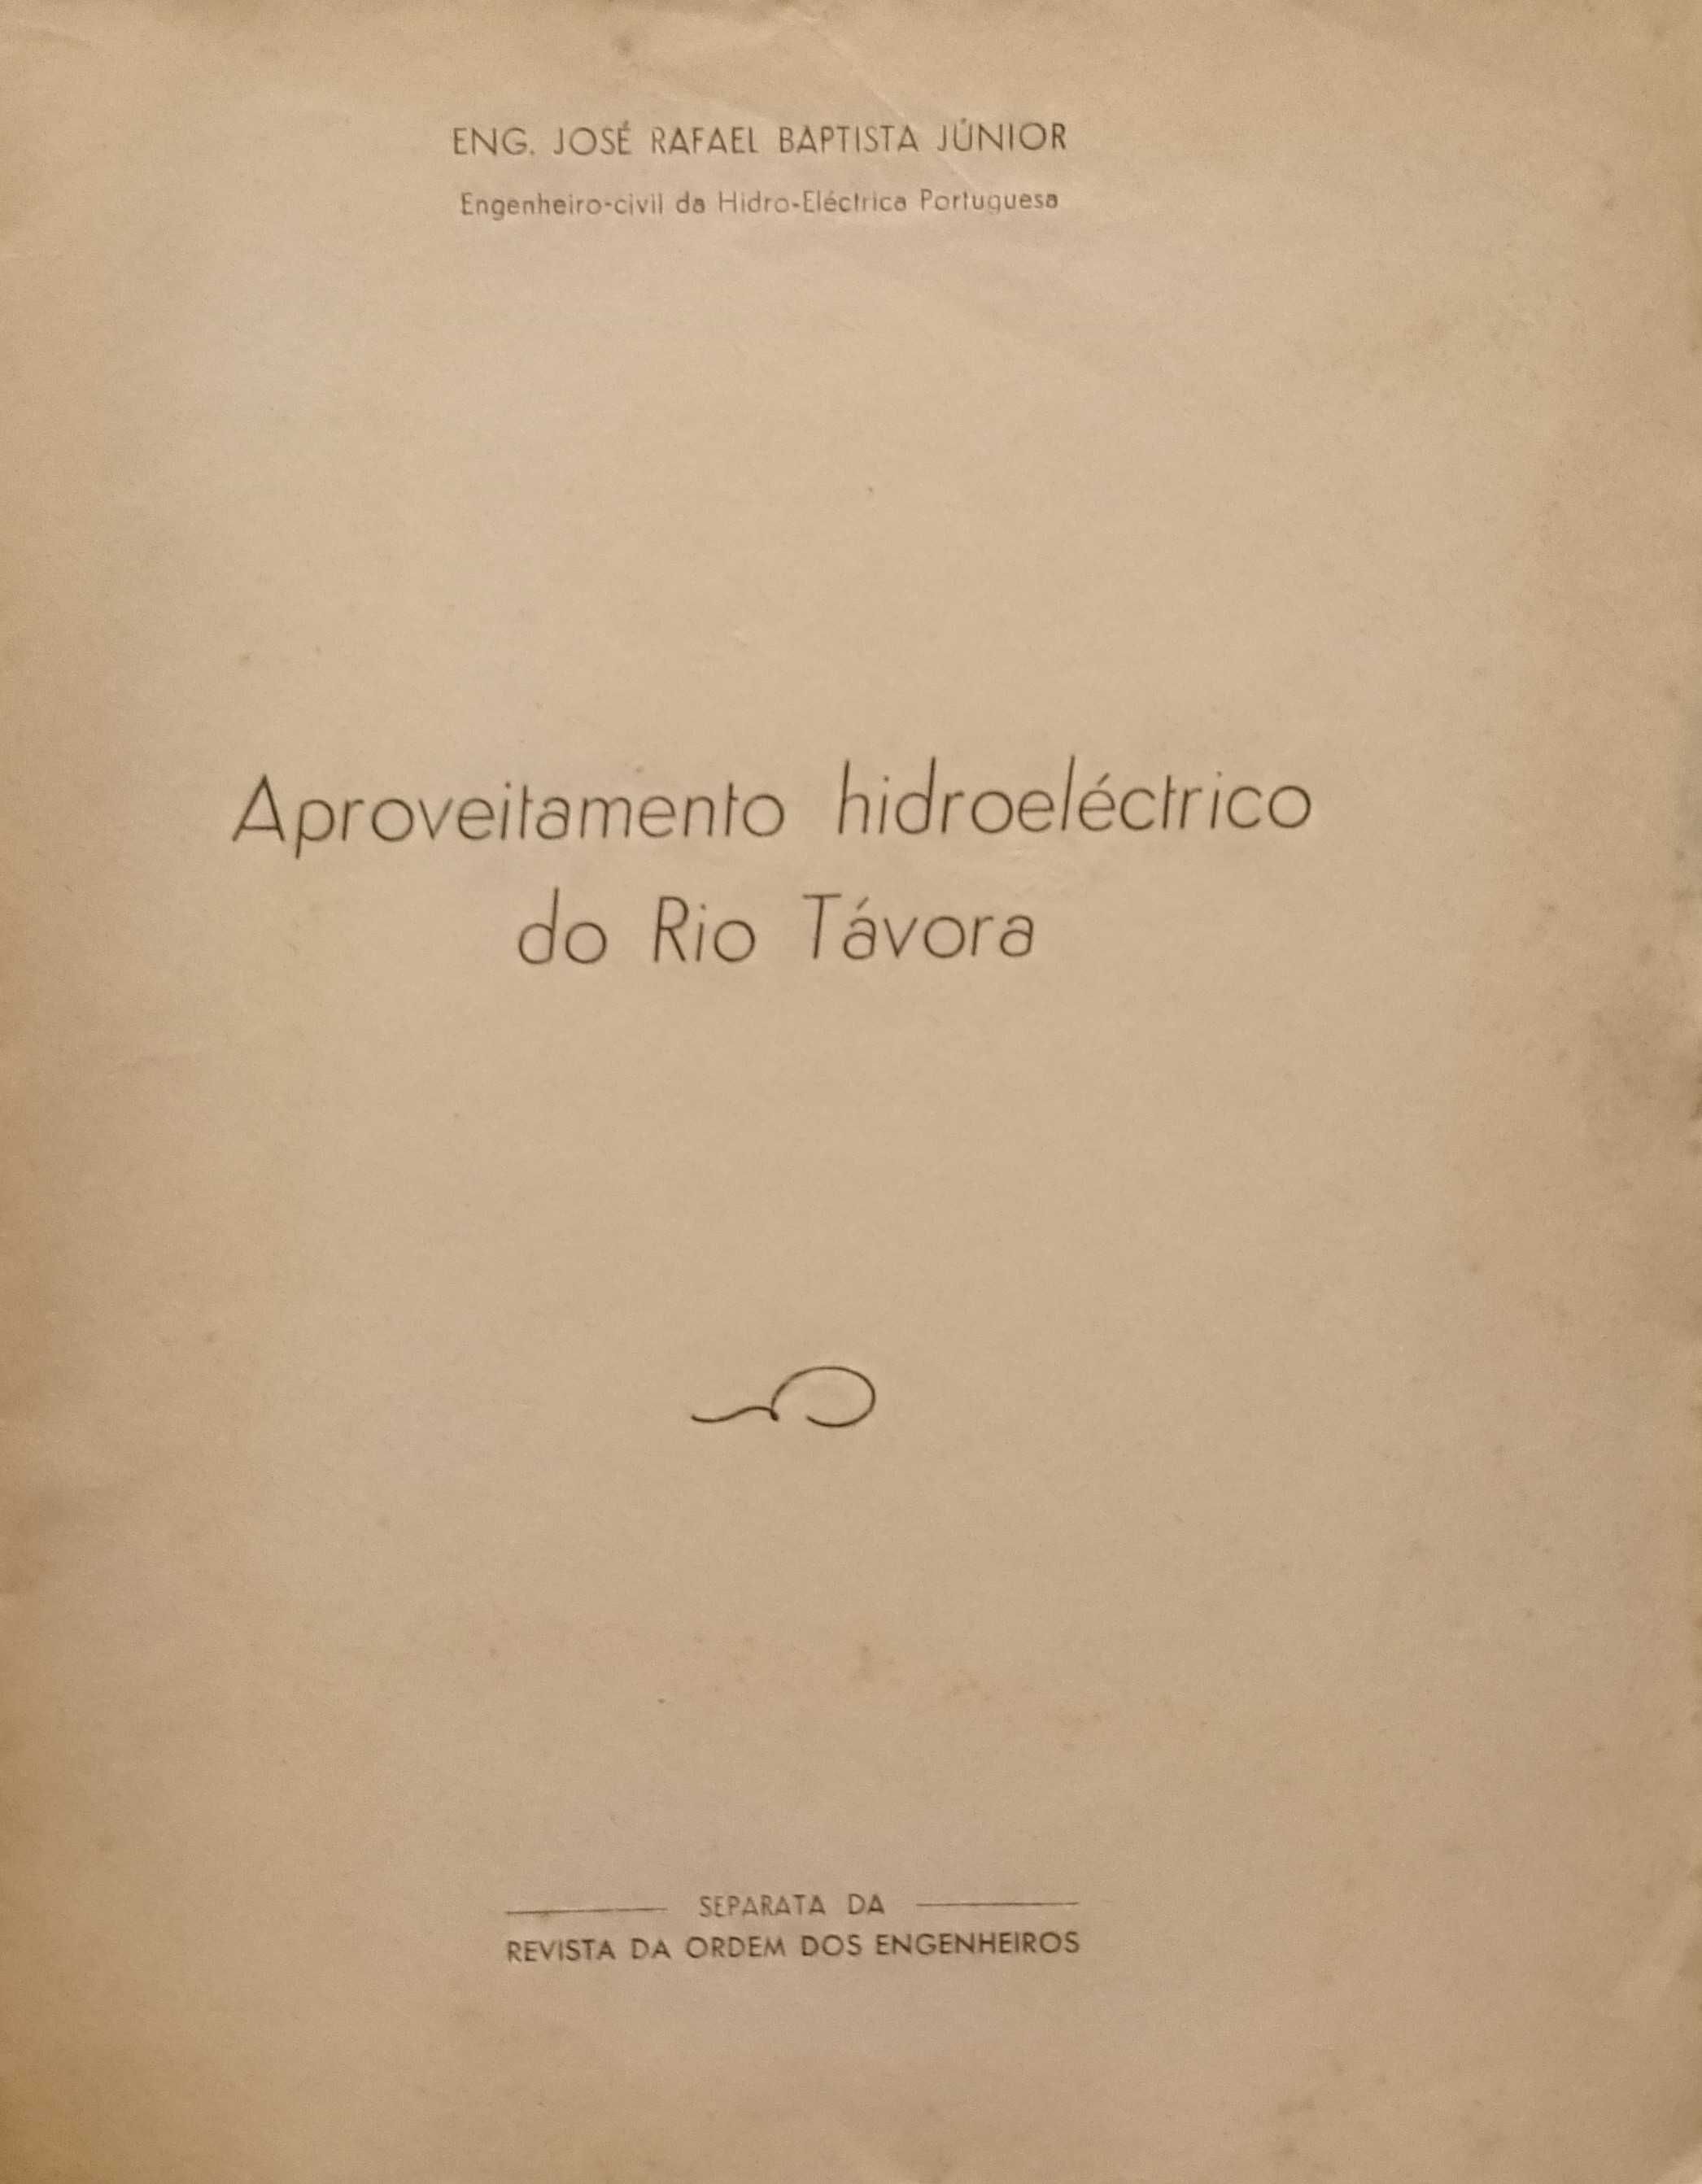 ENG. JOSÉ RAFAEL BAPTISTA JÚNIOR
Engenheiro-civil da Hidro-Eléctrica Portuguesa
Aproveitamento hidroeléctrico
do Rio Távora
SEPARATA DA
REVISTA DA ORDEM DOS ENGENHEIROS